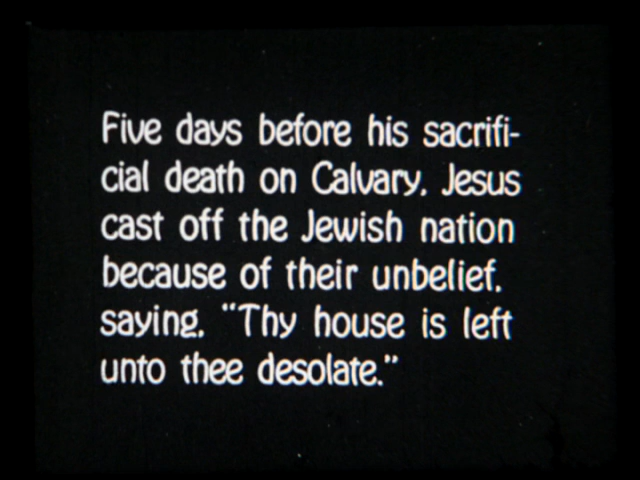 Five days before his sacrifi-
cial death on Calvary, Jesus
cast off the Jewish nation
because of their unbelief,
saying, "Thy house is left
unto thee desolate."